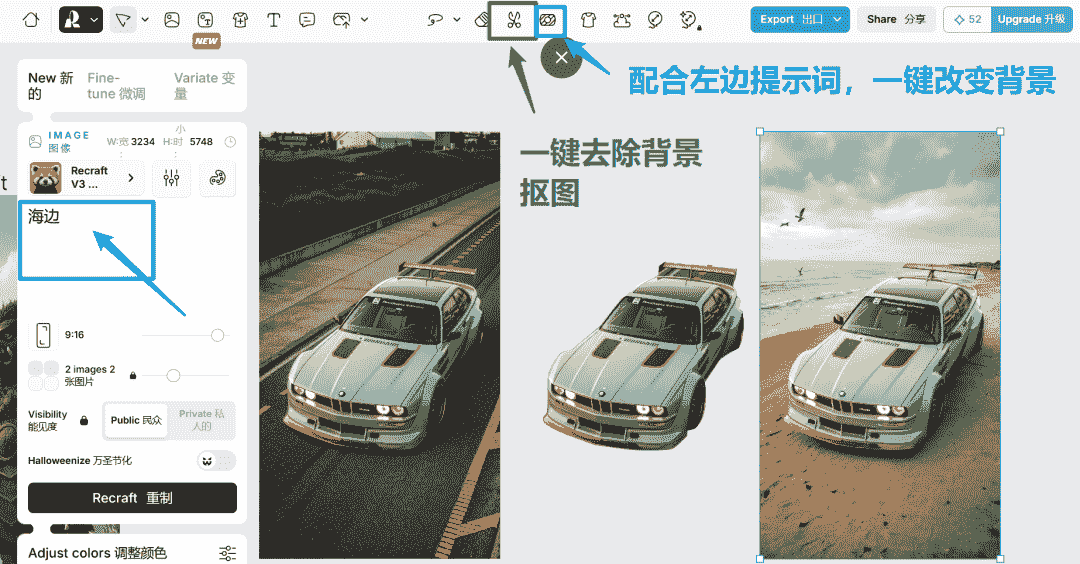 Export 出口
Share 分享
52
Upgrade 升级
NEW
配合左边提示词，一键改变背景
New 新的
Fine-tune 微调
Variate 变量
IMAGE 图像
W:宽 3234
小
H:时 5748
Recraft V3 ...
一键去除背景
抠图
海边
9:16
2 images 2
张图片
Visibility
能见度
Public 民众
Private 私人的
Halloweenize 万圣节化
Recraft 重制
Adjust colors 调整颜色